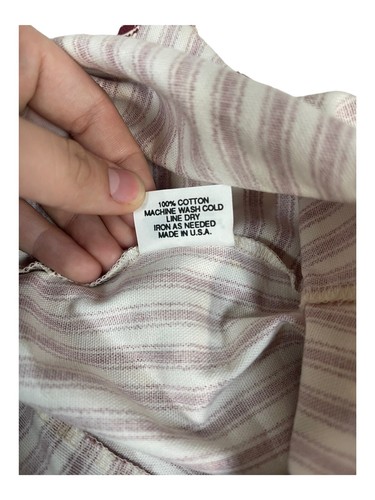 100% COTTON
MACHINE WASH COLD
LINE DRY
IRON AS NEEDED
MADE IN U.S.A.